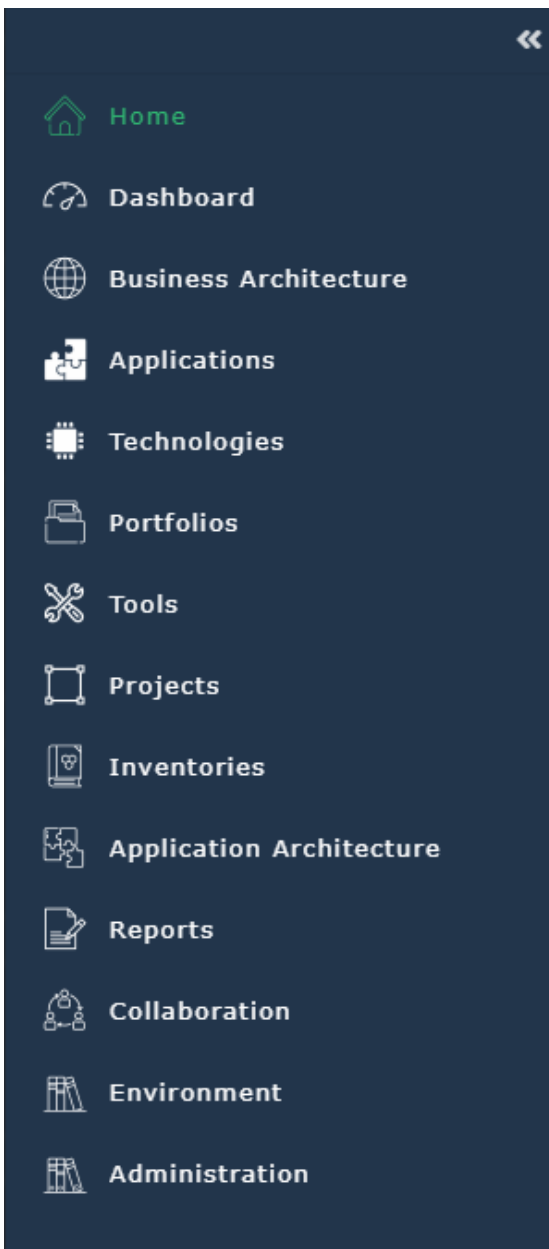 Home
Dashboard
Business Architecture
Applications
Technologies
Portfolios
Tools
Projects
Inventories
Application Architecture
Reports
Collaboration
Environment
Administration